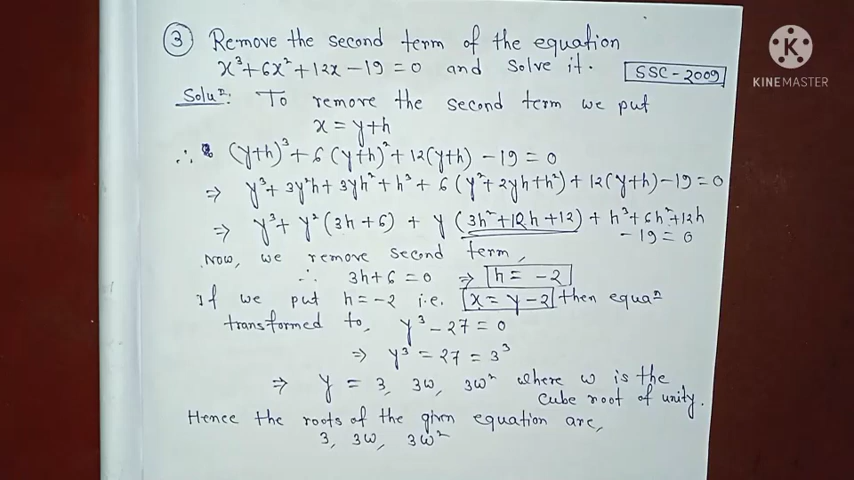 ③ Remove the second term of the equation
x³+6x²+12x-19=0 and solve it. SSC-2009
Soluⁿ: To remove the second term we put
x = y+h
∴ (y+h)³+6(y+h)²+12(y+h)-19=0
⇒ y³+3y²h+3yh²+h³+6(y²+2yh+h²)+12(y+h)-19=0
⇒ y³+y²(3h+6)+y(3h²+12h+12)+h³+6h²+12h
-19=0
Now, we remove second term,
∴ 3h+6=0 ⇒ h=-2
If we put h=-2 i.e. x=y-2 then equaⁿ
transformed to, y³-27=0
⇒ y³=27=3³
⇒ y = 3, 3ω, 3ω² where ω is the
cube root of unity.
Hence the roots of the given equation are,
3, 3ω, 3ω²
K
KINEMASTER